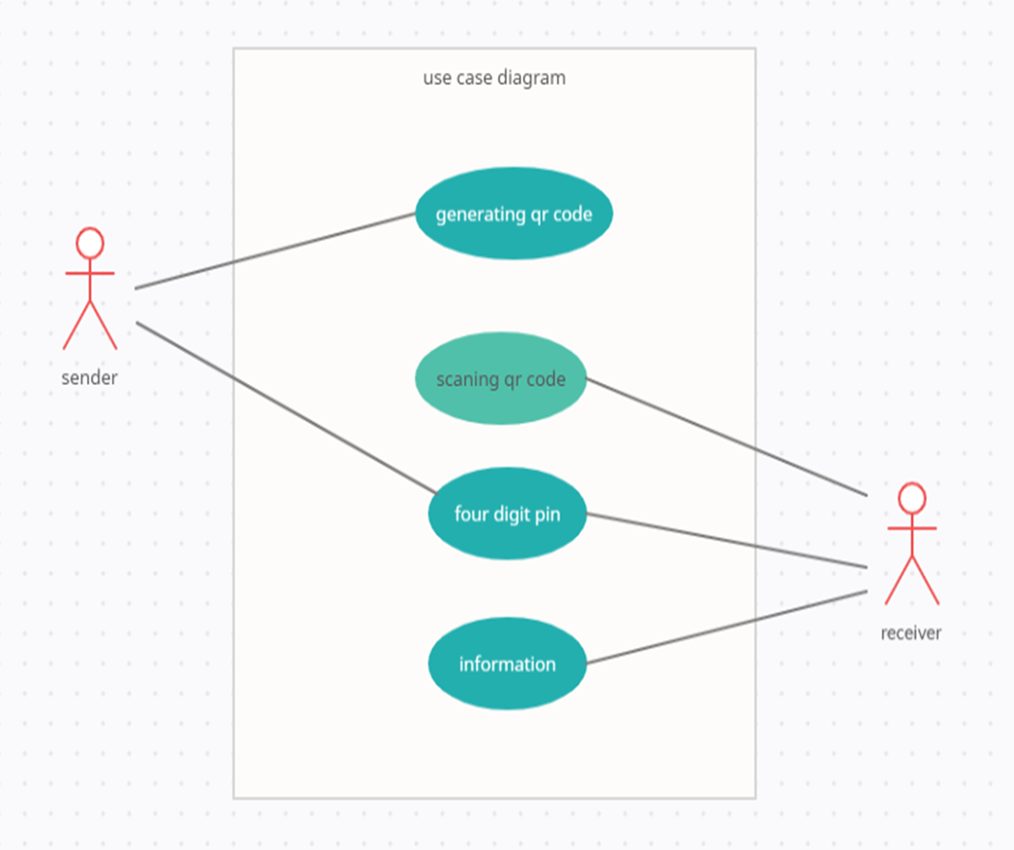 use case diagram
generating qr code
sender
scaning qr code
four digit pin
information
receiver